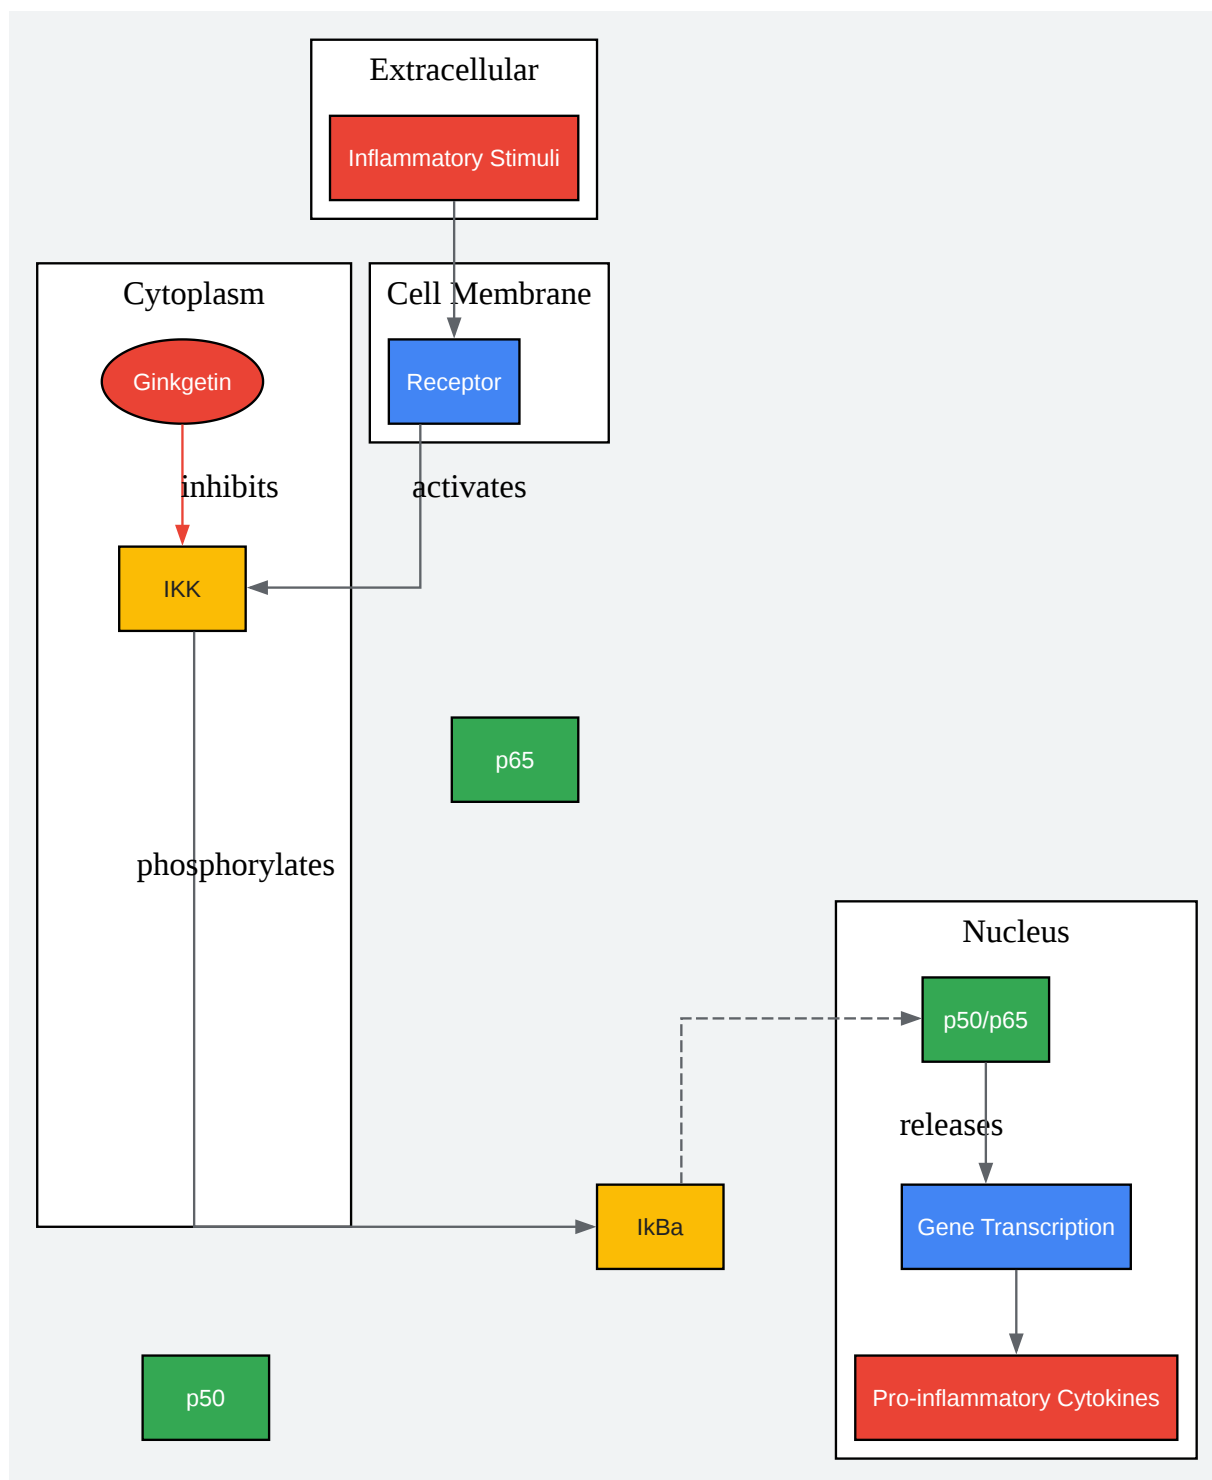 Extracellular
Inflammatory Stimuli
Cytoplasm
Cell Membrane
Ginkgetin
Receptor
inhibits
activates
IKK
p65
phosphorylates
Nucleus
p50/p65
releases
IkBa
Gene Transcription
p50
Pro-inflammatory Cytokines